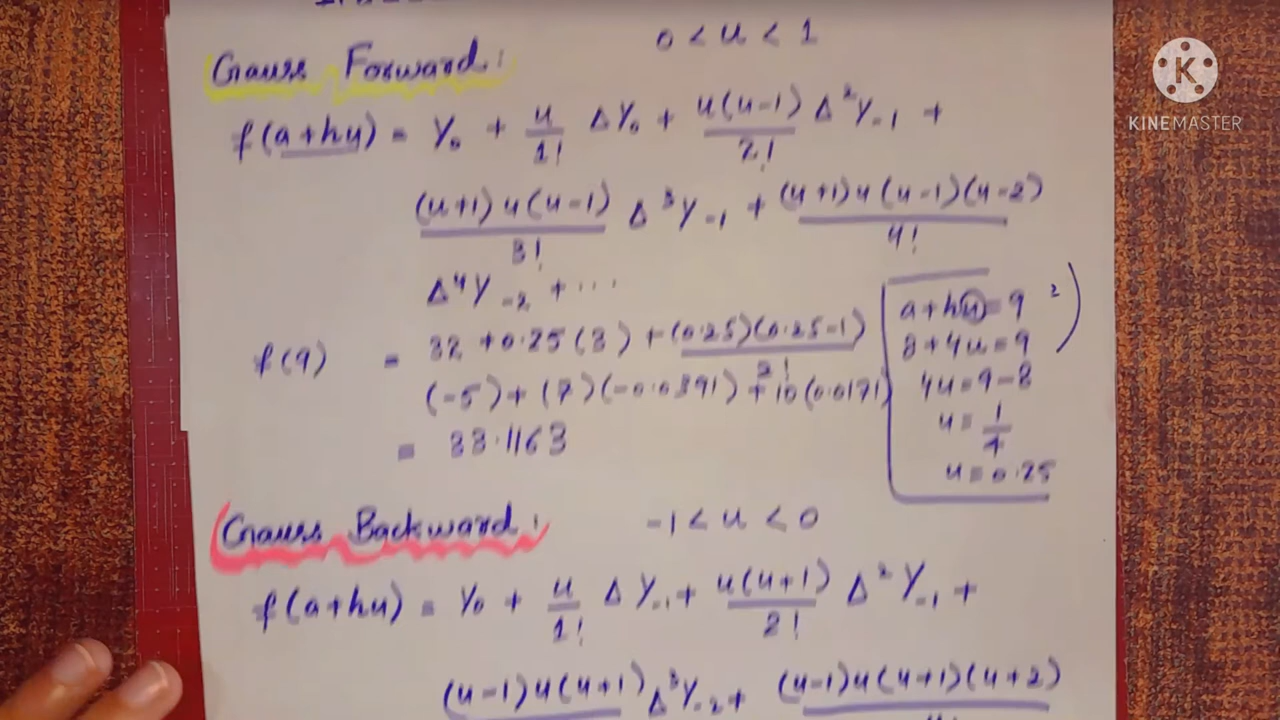 Gauss Forward: 0 < u < 1
f(a+hu) = Y₀ + u/1! ΔY₀ + u(u-1)/2! Δ²Y₋₁ +
(u+1)u(u-1)/3! Δ³Y₋₁ + (u+1)u(u-1)(u-2)/4!
Δ⁴Y₋₂ + ...
f(9) = 32 + 0.25(3) + (0.25)(0.25-1)/2!
(-5) + (7)(-0.0391) + 10(0.0171)
= 33.1163
a+hu = 9
8+4u=9
4u=9-8
u = 1/4
u = 0.25
Gauss Backward: -1 < u < 0
f(a+hu) = Y₀ + u/1! ΔY₋₁ + u(u+1)/2! Δ²Y₋₁ +
(u-1)u(u+1) Δ³Y₋₂ + (u-1)u(u+1)(u+2)
K
KINEMASTER